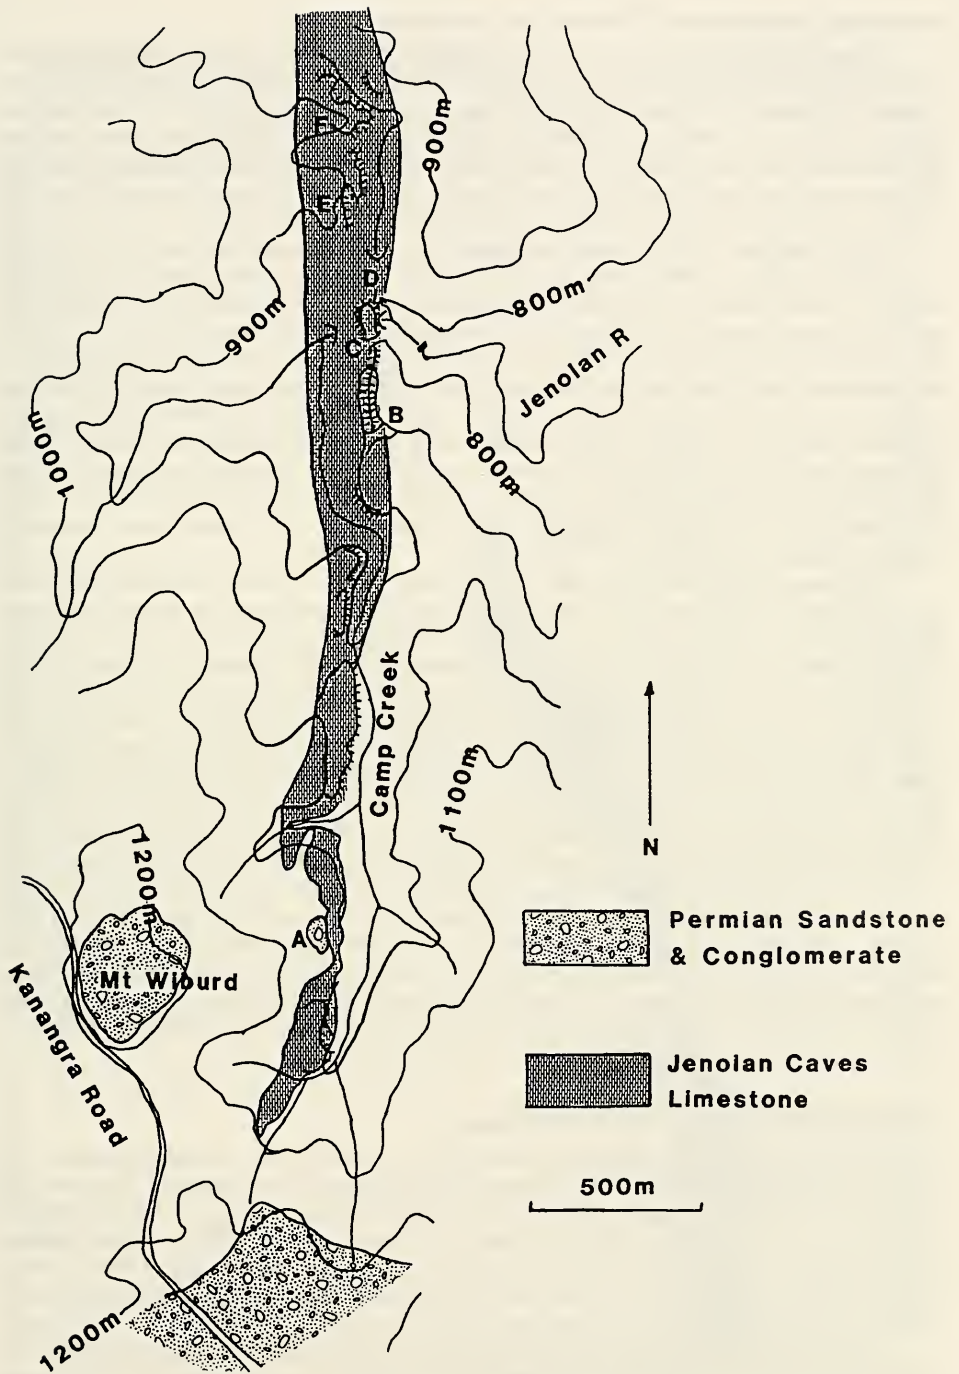 F
900m
E
D
800m
900m
C
Jenolan R
B
1000m
800m
Camp Creek
1100m
N
1200m
Permian Sandstone
& Conglomerate
A
Mt Wiburd
Kanangra Road
Jenolan Caves
Limestone
500m
1200m